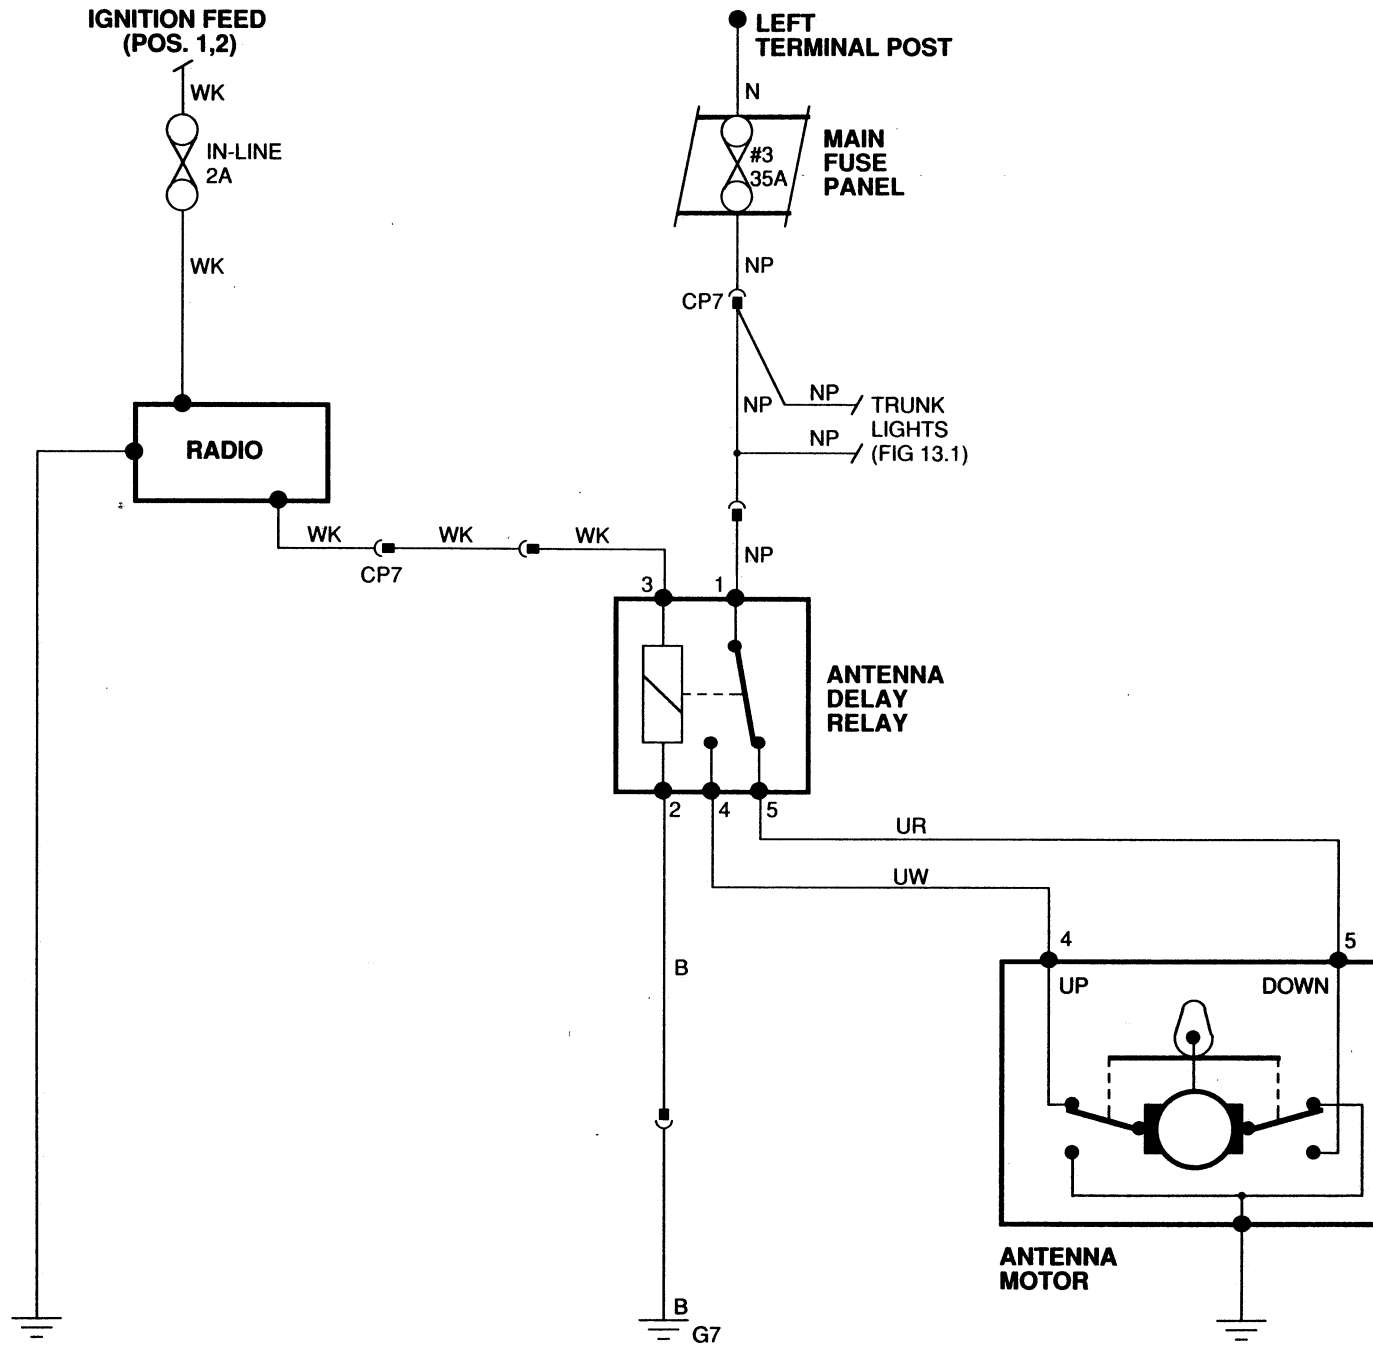 IGNITION FEED
(POS. 1,2)
WK
IN-LINE
2A
WK
LEFT
TERMINAL POST
N
#3
35A
MAIN
FUSE
PANEL
NP
CP7
NP
NP
TRUNK
LIGHTS
(FIG 13.1)
NP
RADIO
WK
WK
WK
CP7
NP
3
1
ANTENNA
DELAY
RELAY
2
4
5
UR
UW
B
4
5
UP
DOWN
ANTENNA
MOTOR
B
G7